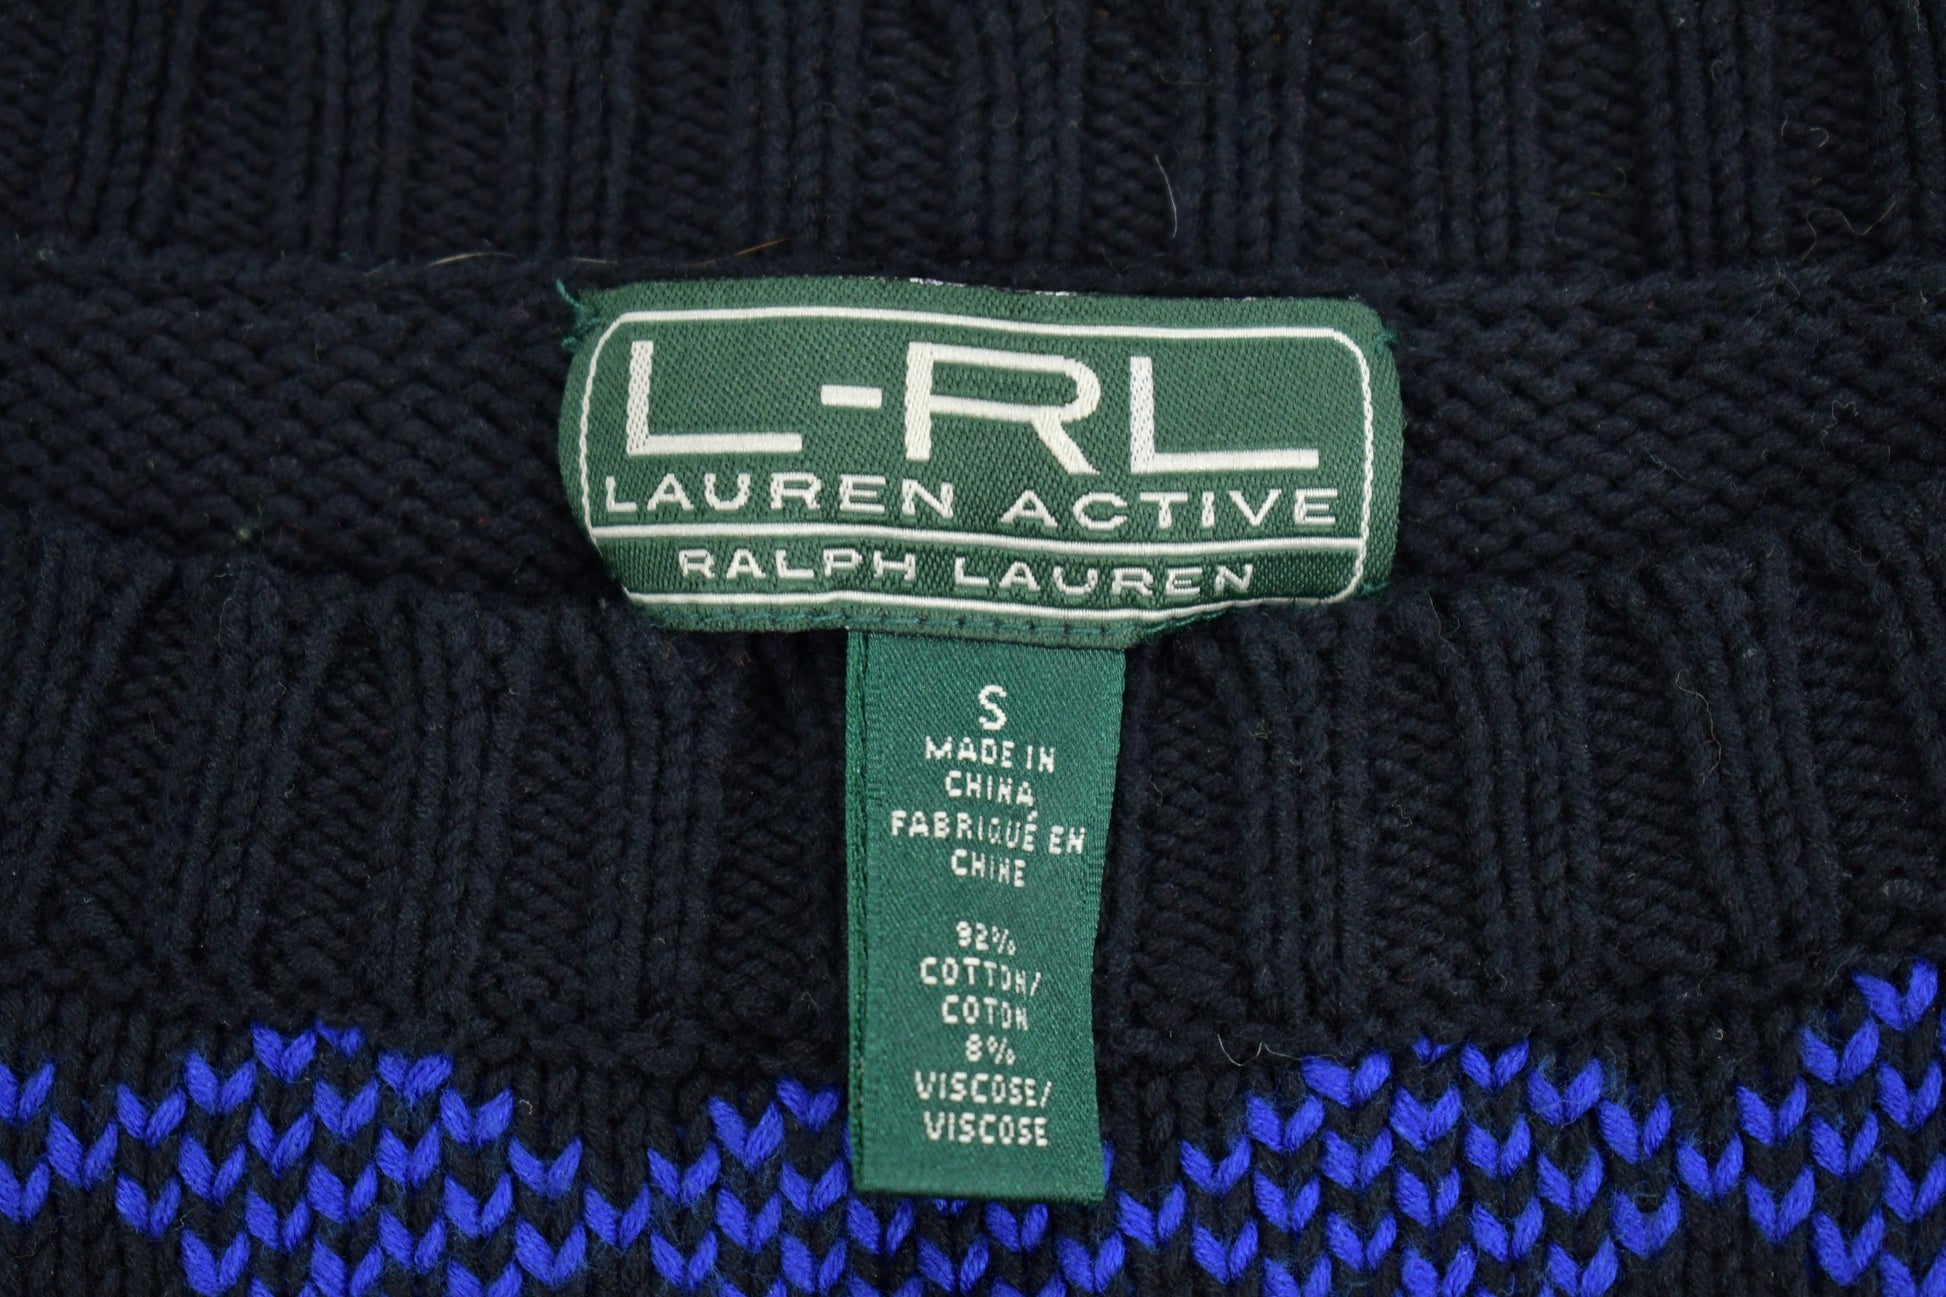 L-RL
LAUREN ACTIVE
RALPH LAUREN
S
MADE IN
CHINA
FABRIQUÉ EN
CHINE
92%
COTTON/
COTON
8%
VISCOSE/
VISCOSE